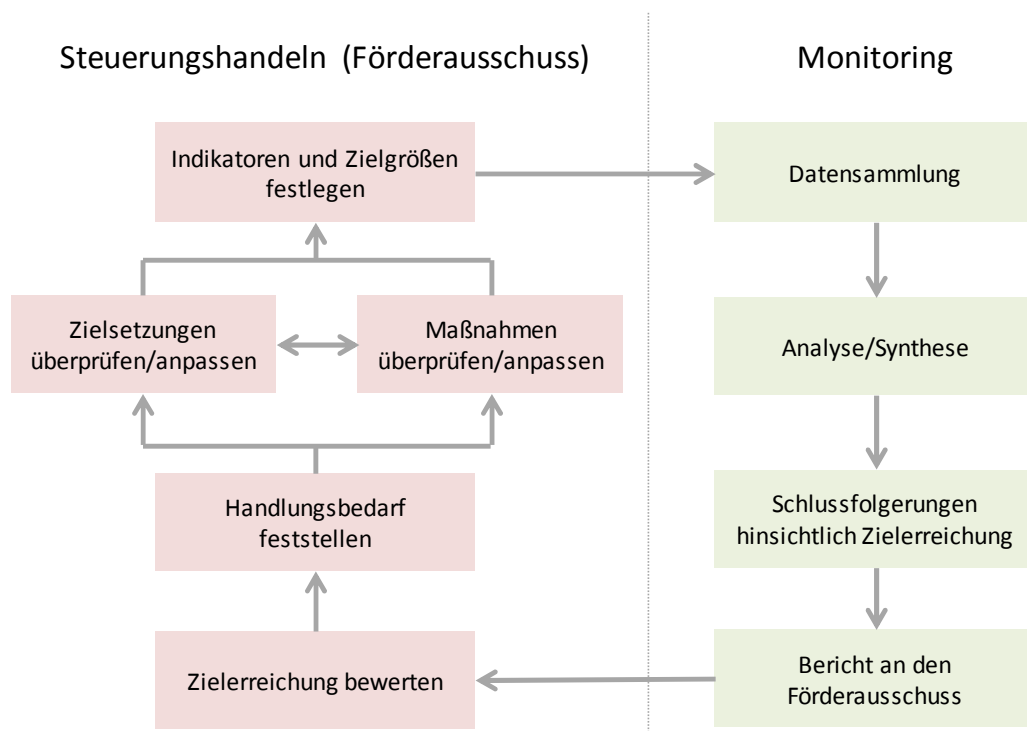 Steuerungshandeln (Förderausschuss)
Monitoring
Indikatoren und Zielgrößen
festlegen
Datensammlung
Zielsetzungen
überprüfen/anpassen
Maßnahmen
überprüfen/anpassen
Analyse/Synthese
Handlungsbedarf
feststellen
Schlussfolgerungen
hinsichtlich Zielerreichung
Zielerreichung bewerten
Bericht an den
Förderausschuss